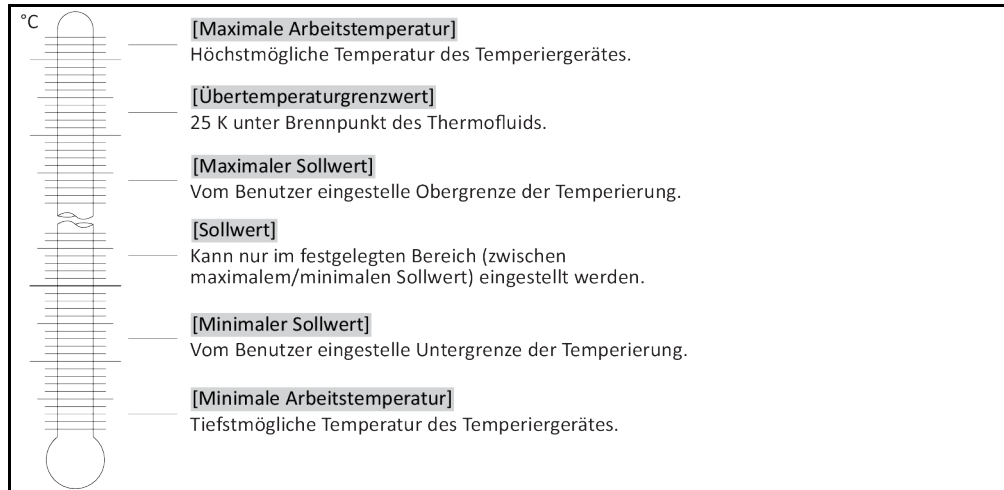 °C
[Maximale Arbeitstemperatur]
Höchstmögliche Temperatur des Temperiergerätes.
[Übertemperaturgrenzwert]
25 K unter Brennpunkt des Thermofluids.
[Maximaler Sollwert]
Vom Benutzer eingestelle Obergrenze der Temperierung.
[Sollwert]
Kann nur im festgelegten Bereich (zwischen
maximalem/minimalen Sollwert) eingestellt werden.
[Minimaler Sollwert]
Vom Benutzer eingestelle Untergrenze der Temperierung.
[Minimale Arbeitstemperatur]
Tiefstmögliche Temperatur des Temperiergerätes.